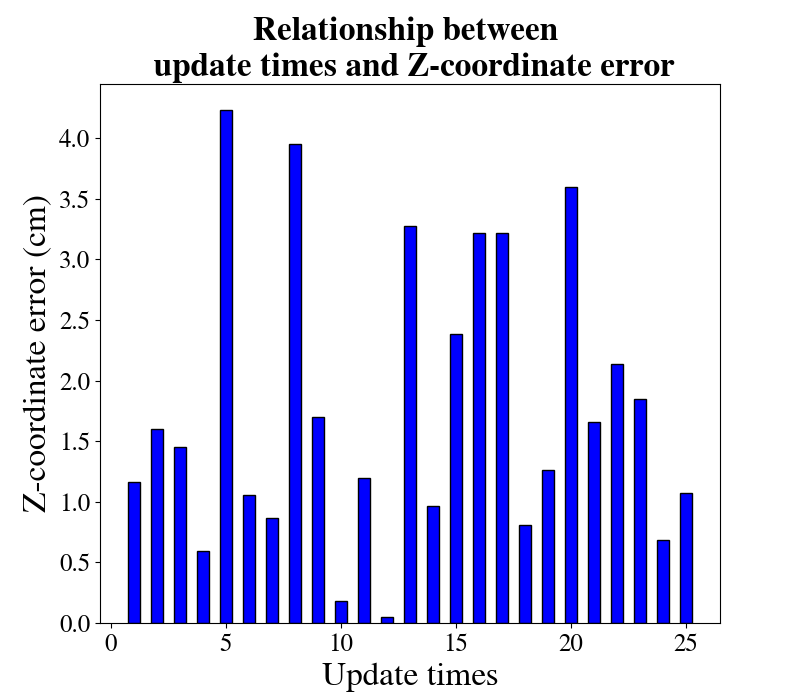 Relationship between
update times and Z-coordinate error
Z-coordinate error (cm)
4.0
3.5
3.0
2.5
2.0
1.5
1.0
0.5
0.0
0 5 10 15 20 25
Update times